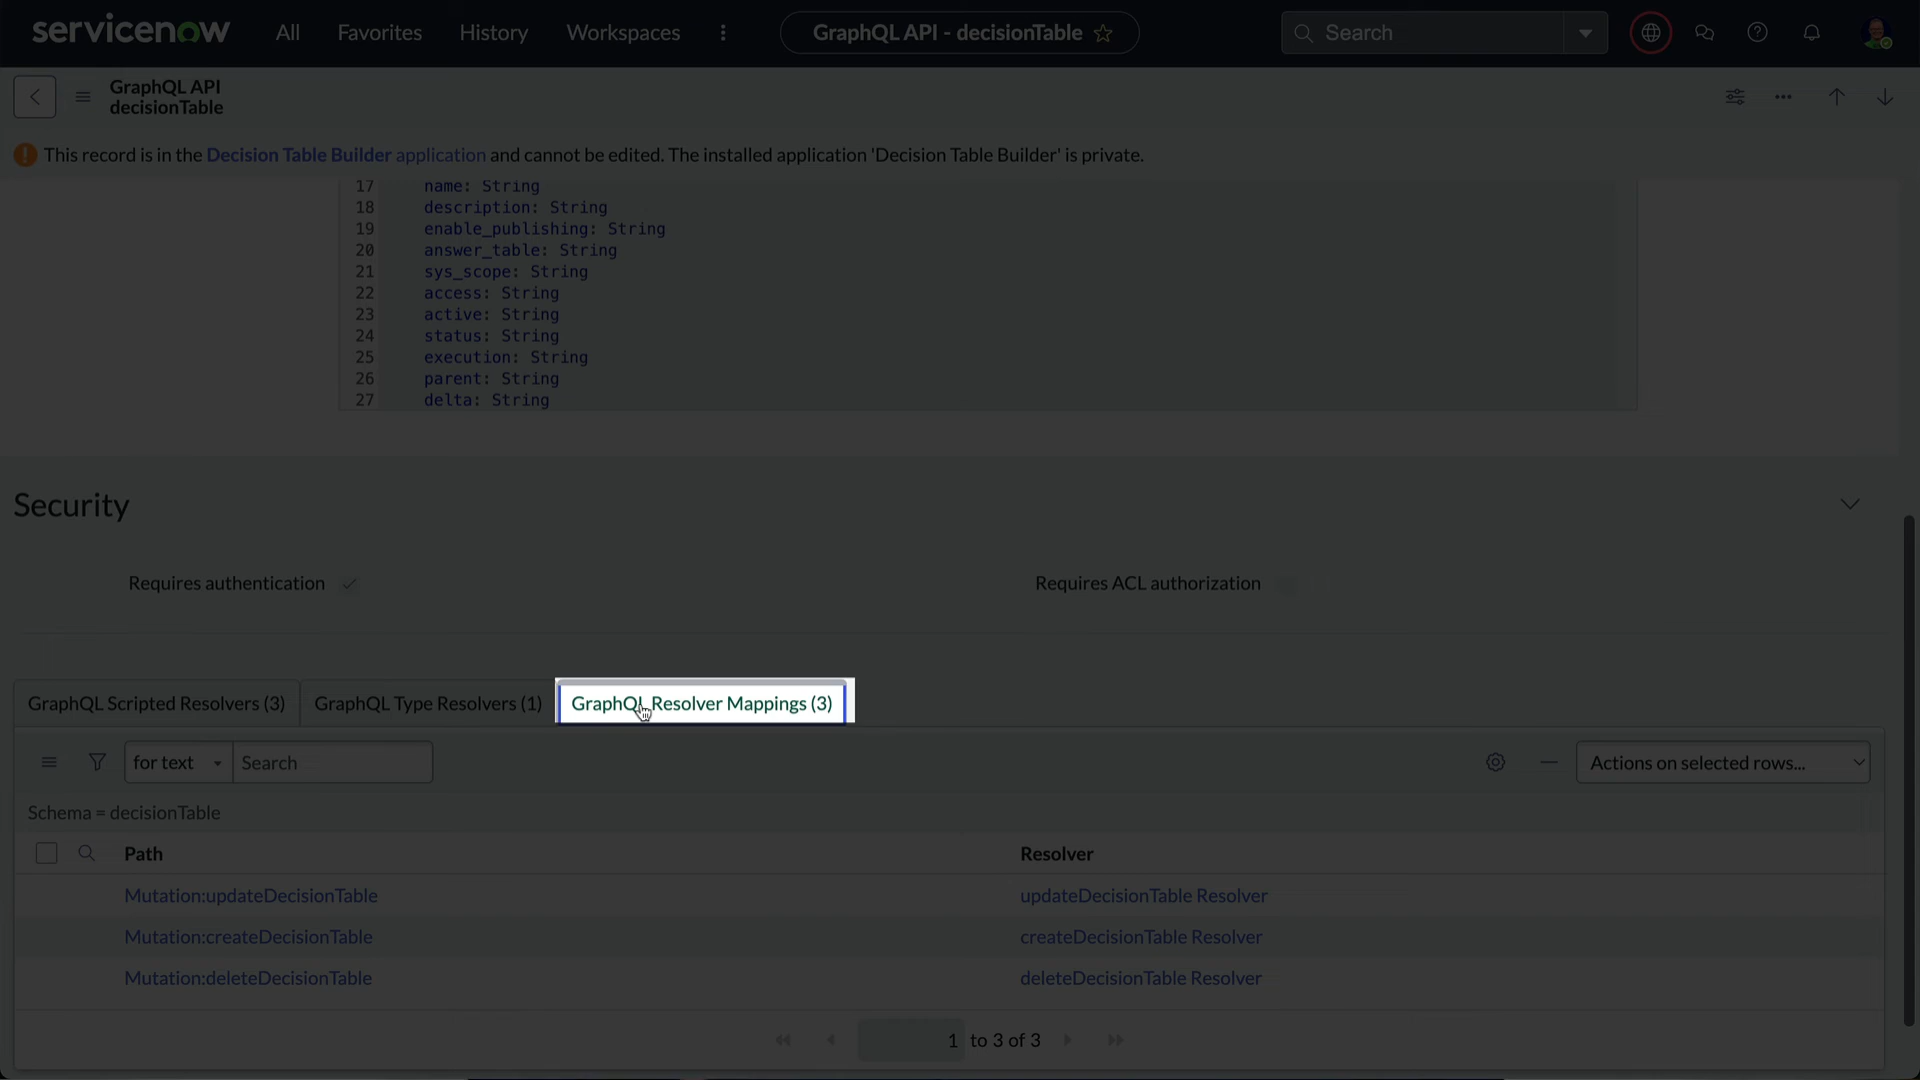 servicenow All Favorites History Workspaces GraphQL API - decisionTable Search
GraphQL API
decisionTable
This record is in the Decision Table Builder application and cannot be edited. The installed application 'Decision Table Builder' is private.
17 name: String
18 description: String
19 enable_publishing: String
20 answer_table: String
21 sys_scope: String
22 access: String
23 active: String
24 status: String
25 execution: String
26 parent: String
27 delta: String
Security
Requires authentication Requires ACL authorization
GraphQL Scripted Resolvers (3) GraphQL Type Resolvers (1) GraphQL Resolver Mappings (3)
for text Search Actions on selected rows...
Schema = decisionTable
Path Resolver
Mutation:updateDecisionTable updateDecisionTable Resolver
Mutation:createDecisionTable createDecisionTable Resolver
Mutation:deleteDecisionTable deleteDecisionTable Resolver
1 to 3 of 3